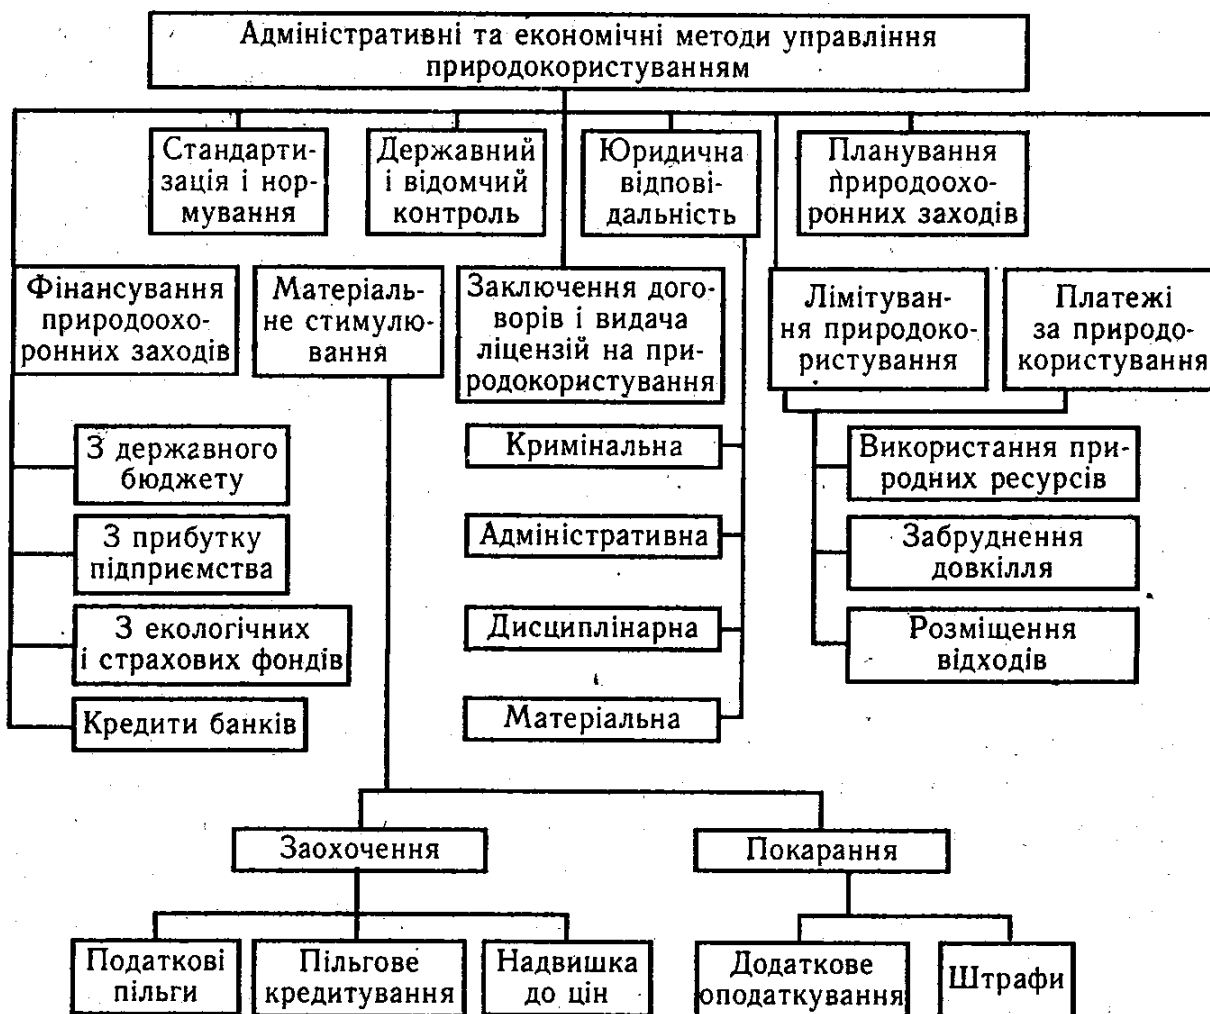 Адміністративні та економічні методи управління
природокористуванням
Стандарти-
зація і нор-
мування
Державний
і відомчий
контроль
Юридична
відпові-
дальність
Планування
природоохо-
ронних заходів
Фінансування
природоохо-
ронних заходів
Матеріаль-
не стимулю-
вання
Заключення дого-
ворів і видача
ліцензій на при-
родокористування
Лімітуван-
ня природоко-
ристування
Платежі
за природо-
користування
З державного
бюджету
З прибутку
підприємства
З екологічних
і страхових фондів
Кредити банків
Кримінальна
Адміністративна
Дисциплінарна
Матеріальна
Використання при-
родних ресурсів
Забруднення
довкілля
Розміщення
відходів
Заохочення
Покарання
Податкові
пільги
Пільгове
кредитування
Надвишка
до цін
Додаткове
оподаткування
Штрафи